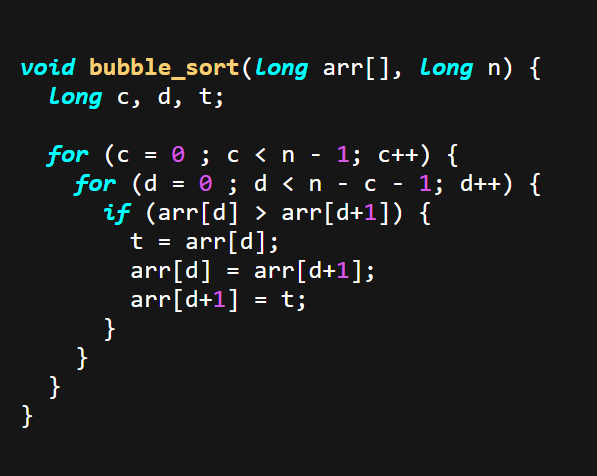 void bubble_sort(long arr[], long n) {
  long c, d, t;

  for (c = 0 ; c < n - 1; c++) {
    for (d = 0 ; d < n - c - 1; d++) {
      if (arr[d] > arr[d+1]) {
        t = arr[d];
        arr[d] = arr[d+1];
        arr[d+1] = t;
      }
    }
  }
}